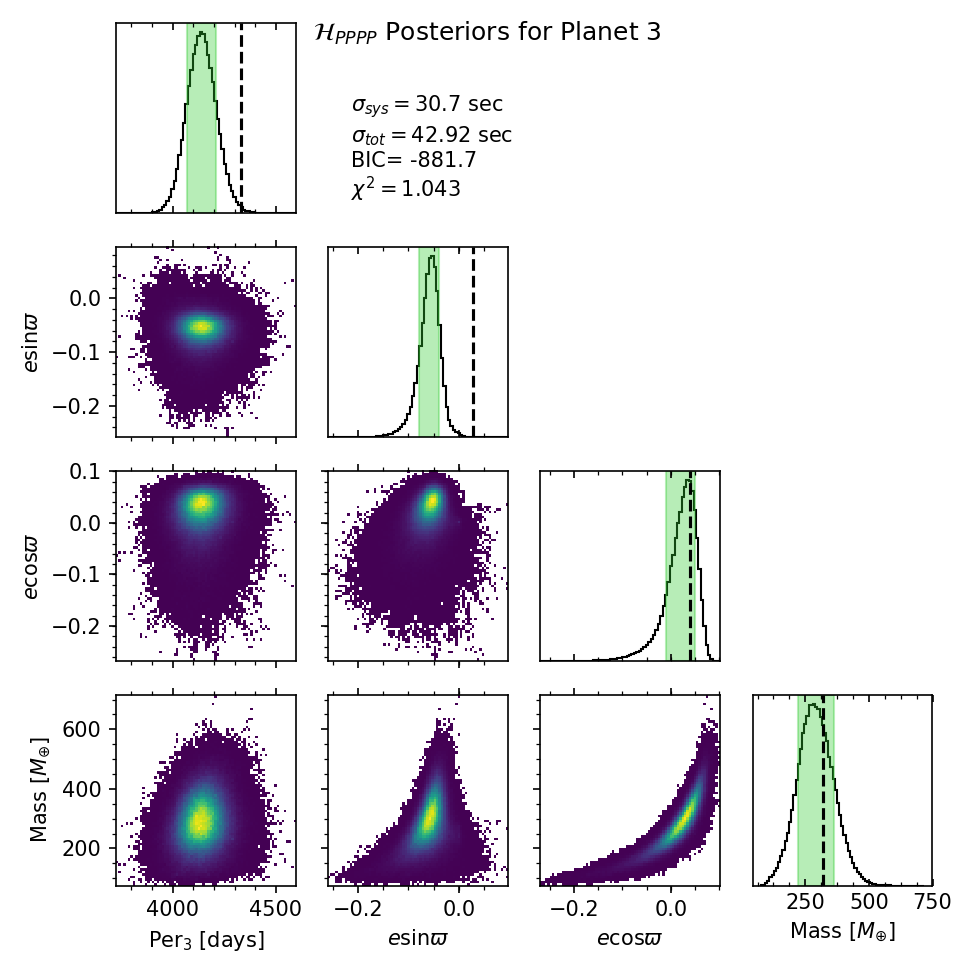 𝓗_PPPP Posteriors for Planet 3
σ_sys = 30.7 sec
σ_tot = 42.92 sec
BIC= -881.7
χ² = 1.043
0.0
−0.1
−0.2
esinϖ
0.1
0.0
−0.1
−0.2
ecosϖ
600
400
200
Mass [M⊕]
4000 4500
Per₃ [days]
−0.2 0.0
esinϖ
−0.2 0.0
ecosϖ
250 500 750
Mass [M⊕]